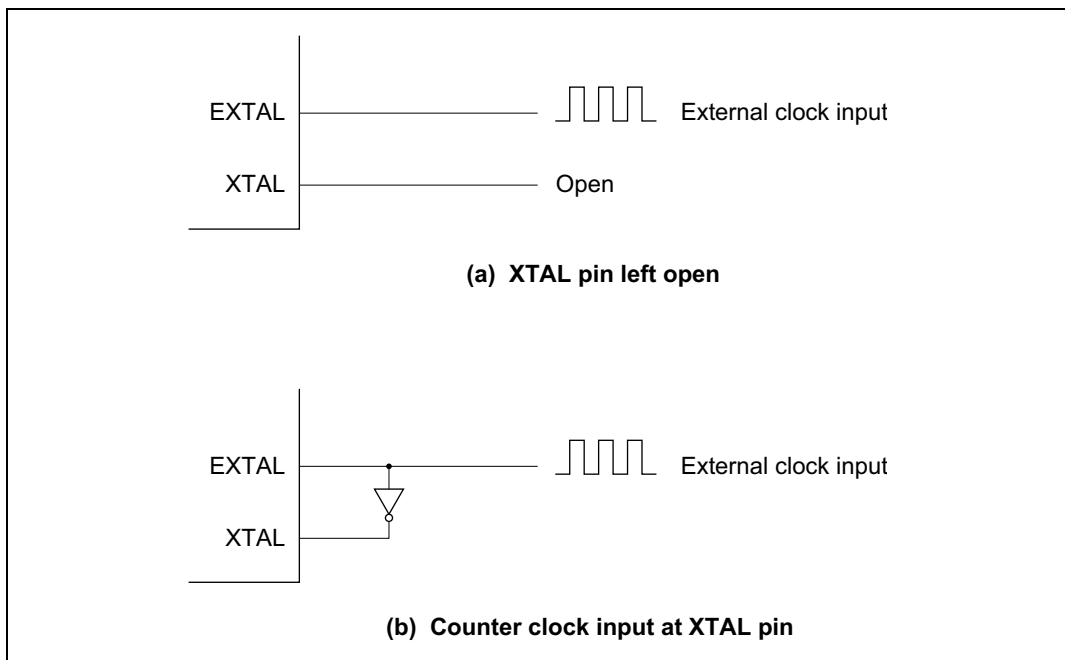 EXTAL External clock input
XTAL Open
(a) XTAL pin left open
EXTAL External clock input
XTAL
(b) Counter clock input at XTAL pin